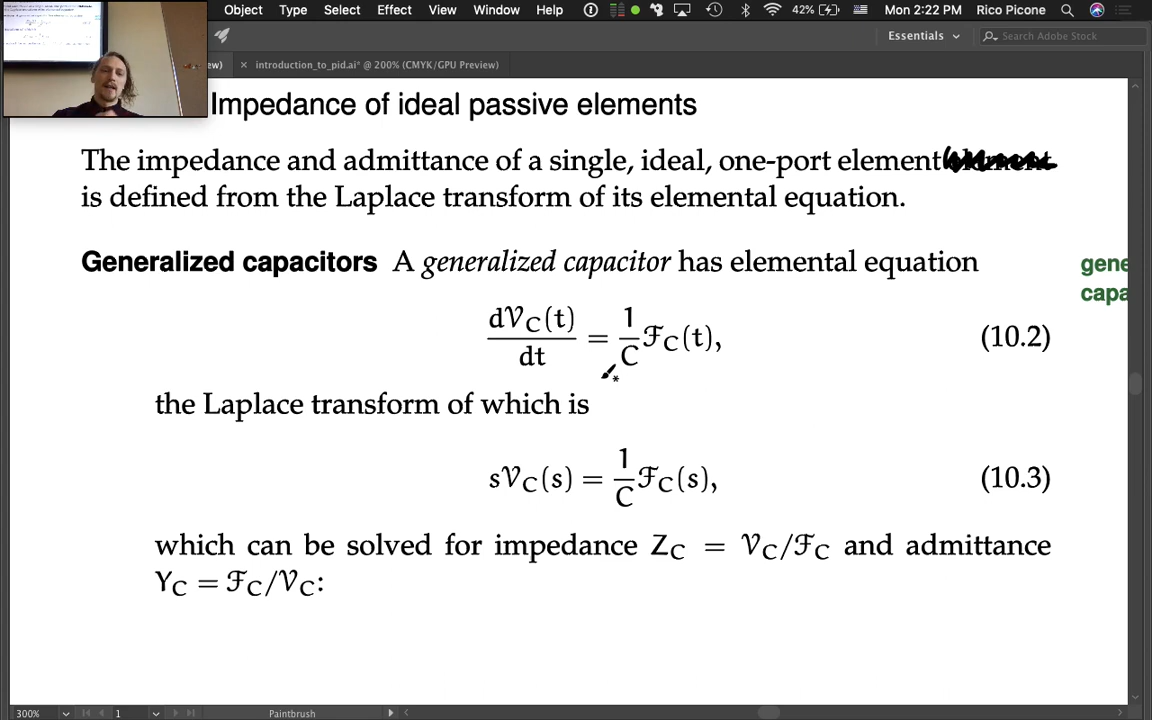 Object Type Select Effect View Window Help 42% Mon 2:22 PM Rico Picone
Essentials Search Adobe Stock
× introduction_to_pid.ai* @ 200% (CMYK/GPU Preview)
Impedance of ideal passive elements
The impedance and admittance of a single, ideal, one-port element
is defined from the Laplace transform of its elemental equation.
Generalized capacitors A generalized capacitor has elemental equation
gene
capa
d𝒱_C(t)/dt = 1/C ℱ_C(t), (10.2)
the Laplace transform of which is
s𝒱_C(s) = 1/C ℱ_C(s), (10.3)
which can be solved for impedance Z_C = 𝒱_C/ℱ_C and admittance
Y_C = ℱ_C/𝒱_C:
300% 1 Paintbrush